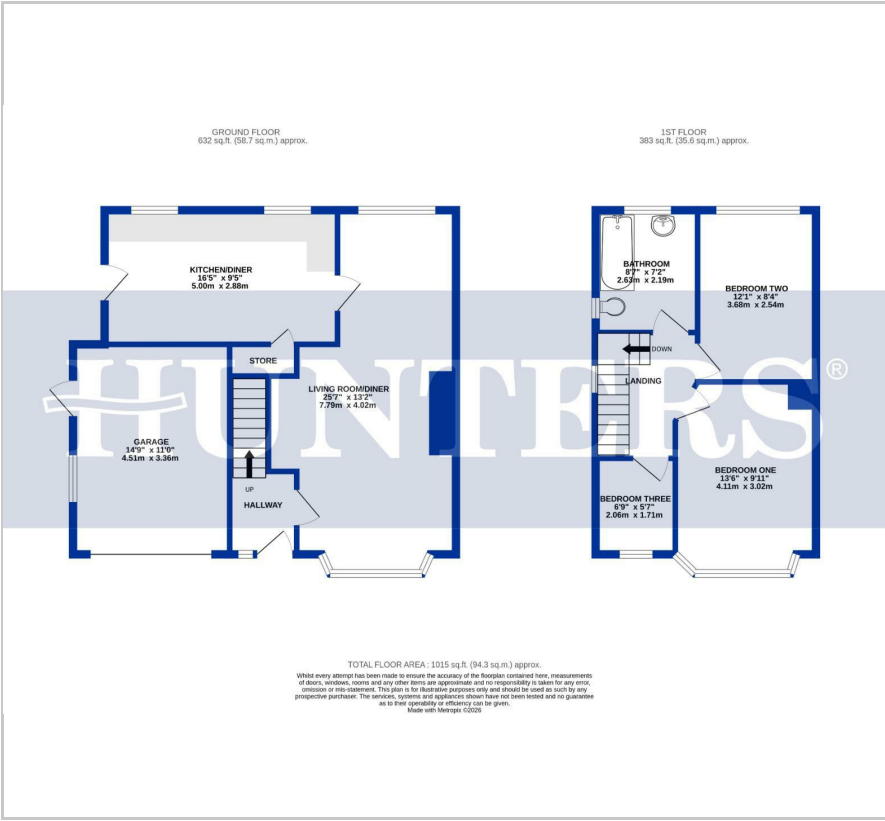 GROUND FLOOR
632 sq.ft. (58.7 sq.m.) approx.
1ST FLOOR
383 sq.ft. (35.6 sq.m.) approx.
KITCHEN/DINER
16'5" x 9'5"
5.00m x 2.88m
STORE
LIVING ROOM/DINER
25'7" x 13'2"
7.79m x 4.02m
GARAGE
14'9" x 11'0"
4.51m x 3.36m
UP
HALLWAY
BATHROOM
8'7" x 7'2"
2.63m x 2.19m
BEDROOM TWO
12'1" x 8'4"
3.68m x 2.54m
DOWN
LANDING
BEDROOM ONE
13'6" x 9'11"
4.11m x 3.02m
BEDROOM THREE
6'9" x 5'7"
2.06m x 1.71m
HUNTERS®
TOTAL FLOOR AREA : 1015 sq.ft. (94.3 sq.m.) approx.
Whilst every attempt has been made to ensure the accuracy of the floorplan contained here, measurements
of doors, windows, rooms and any other items are approximate and no responsibility is taken for any error,
omission or mis-statement. This plan is for illustrative purposes only and should be used as such by any
prospective purchaser. The services, systems and appliances shown have not been tested and no guarantee
as to their operability or efficiency can be given.
Made with Metropix ©2026